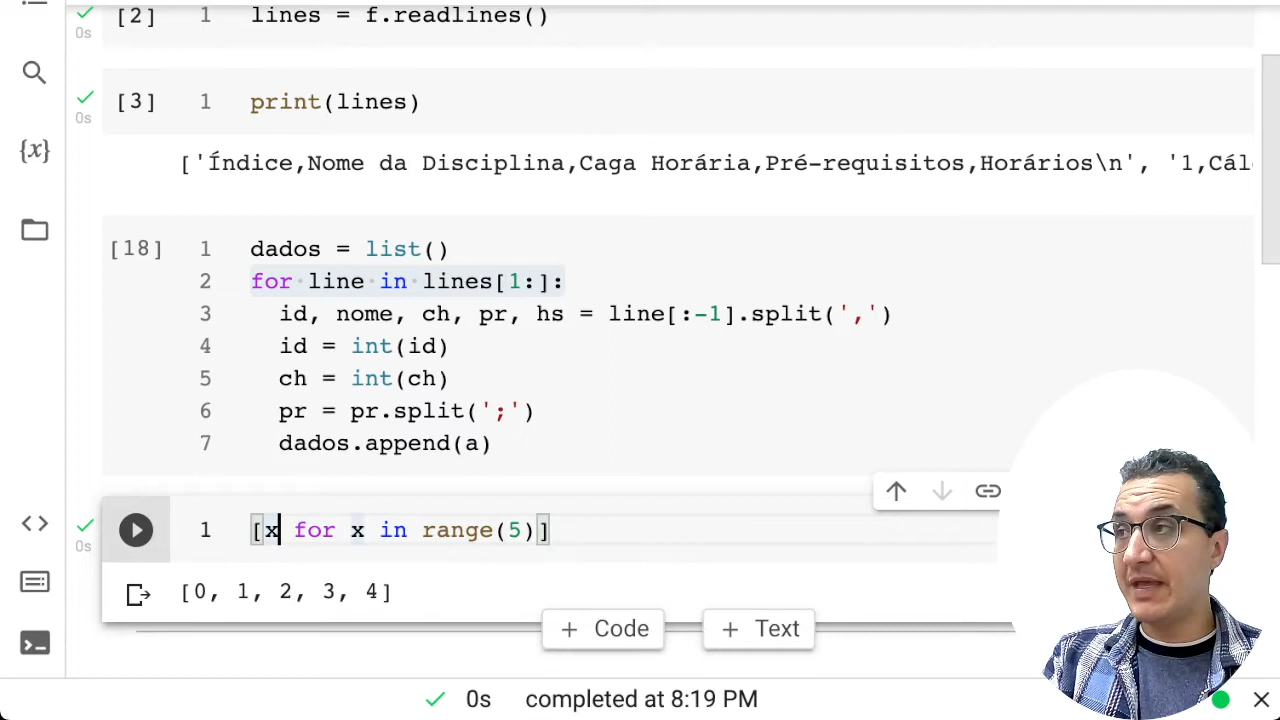 [2] 1 lines = f.readlines()
0s
[3] 1 print(lines)
0s
['Índice,Nome da Disciplina,Caga Horária,Pré-requisitos,Horários\n', '1,Cál
{x}
[18] 1 dados = list()
2 for line in lines[1:]:
3 id, nome, ch, pr, hs = line[:-1].split(',')
4 id = int(id)
5 ch = int(ch)
6 pr = pr.split(';')
7 dados.append(a)
1 [x for x in range(5)]
0s
[0, 1, 2, 3, 4]
+ Code + Text
0s completed at 8:19 PM